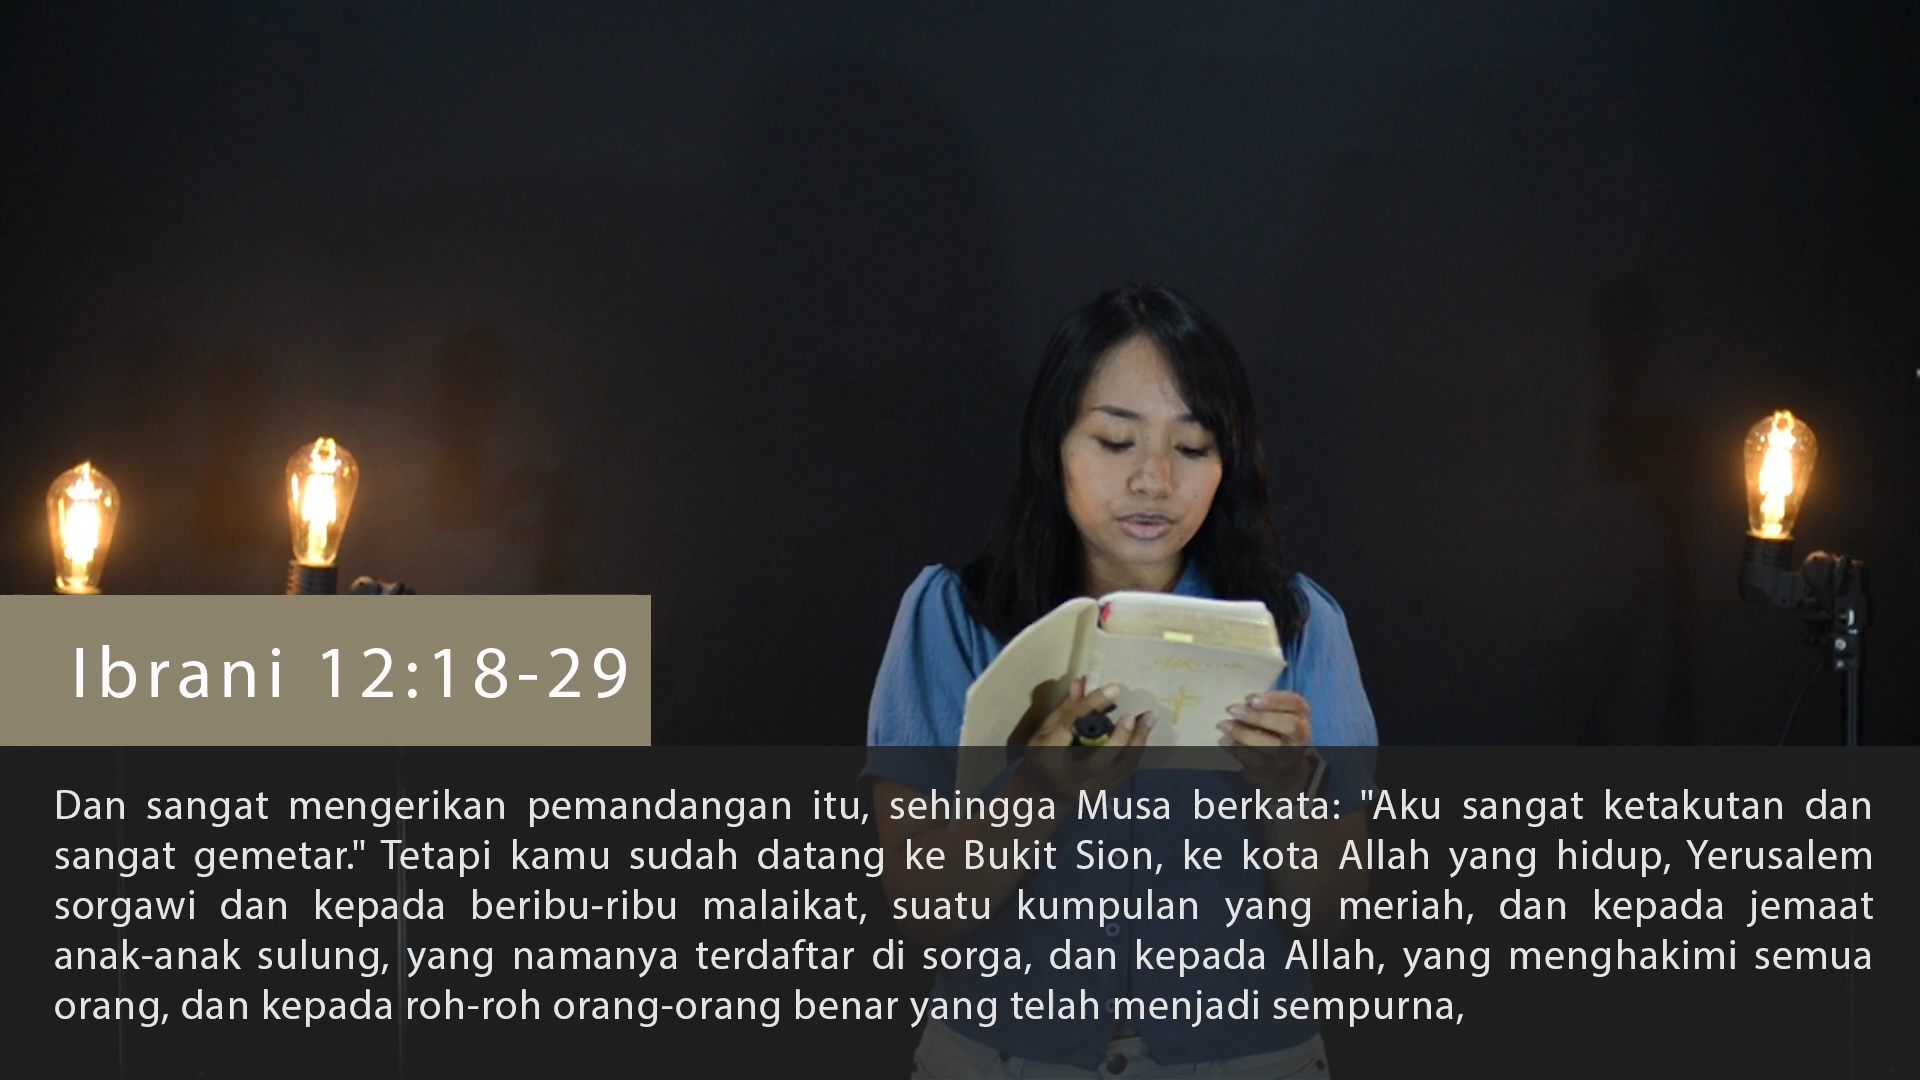 Ibrani 12:18-29
Dan sangat mengerikan pemandangan itu, sehingga Musa berkata: "Aku sangat ketakutan dan
sangat gemetar." Tetapi kamu sudah datang ke Bukit Sion, ke kota Allah yang hidup, Yerusalem
sorgawi dan kepada beribu-ribu malaikat, suatu kumpulan yang meriah, dan kepada jemaat
anak-anak sulung, yang namanya terdaftar di sorga, dan kepada Allah, yang menghakimi semua
orang, dan kepada roh-roh orang-orang benar yang telah menjadi sempurna,